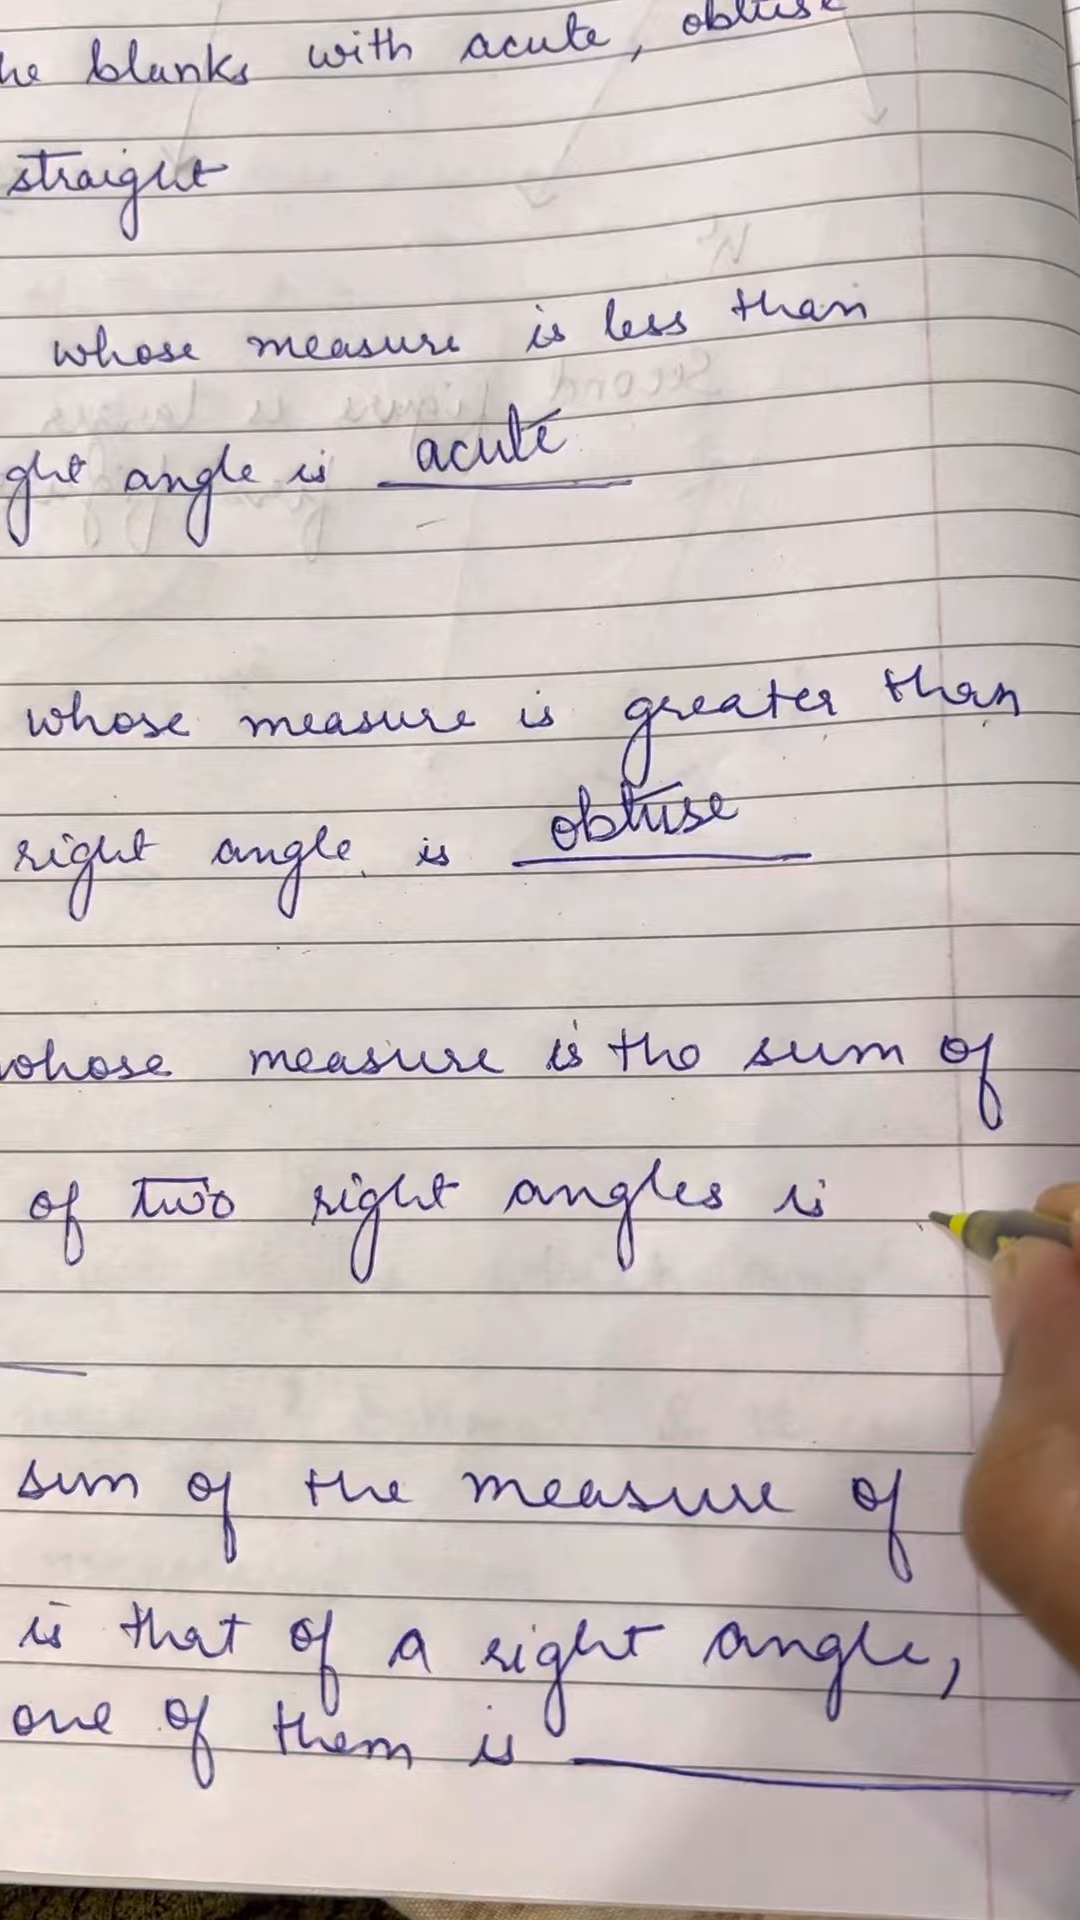 he blanks with acute, obtuse
straight
whose measure is less than
ght angle is acute
whose measure is greater than
right angle is obtuse
whose measure is the sum of
of two right angles is
sum of the measure of
is that of a right angle,
one of them is